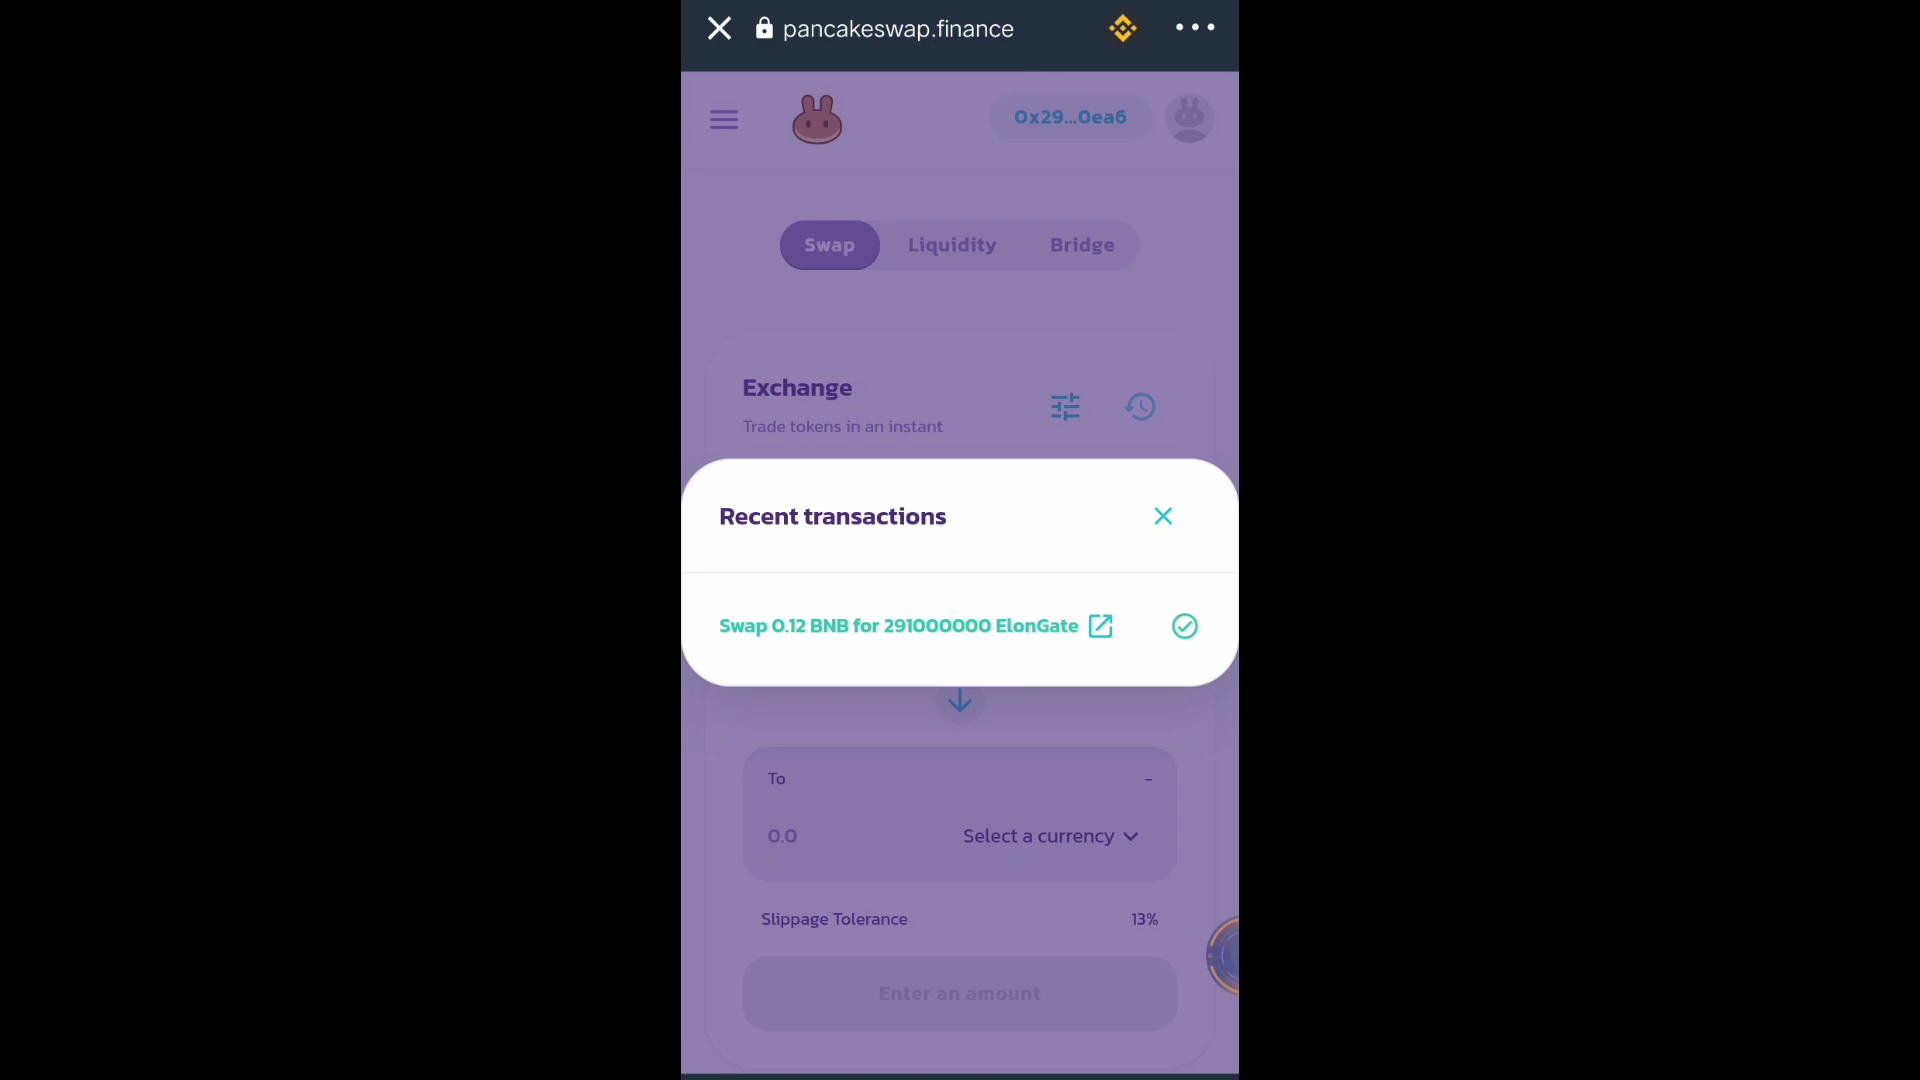 pancakeswap.finance
0x29...0ea6
Swap Liquidity Bridge
Exchange
Trade tokens in an instant
Recent transactions
Swap 0.12 BNB for 291000000 ElonGate
To -
0.0 Select a currency
Slippage Tolerance 13%
Enter an amount